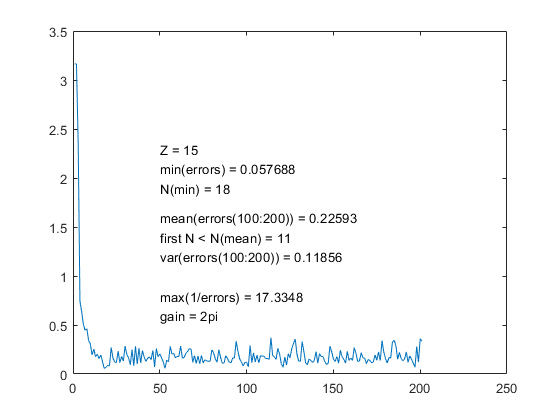 3.5
3
2.5
2
1.5
1
0.5
0
Z = 15
min(errors) = 0.057688
N(min) = 18
mean(errors(100:200)) = 0.22593
first N < N(mean) = 11
var(errors(100:200)) = 0.11856
max(1/errors) = 17.3348
gain = 2pi
0 50 100 150 200 250